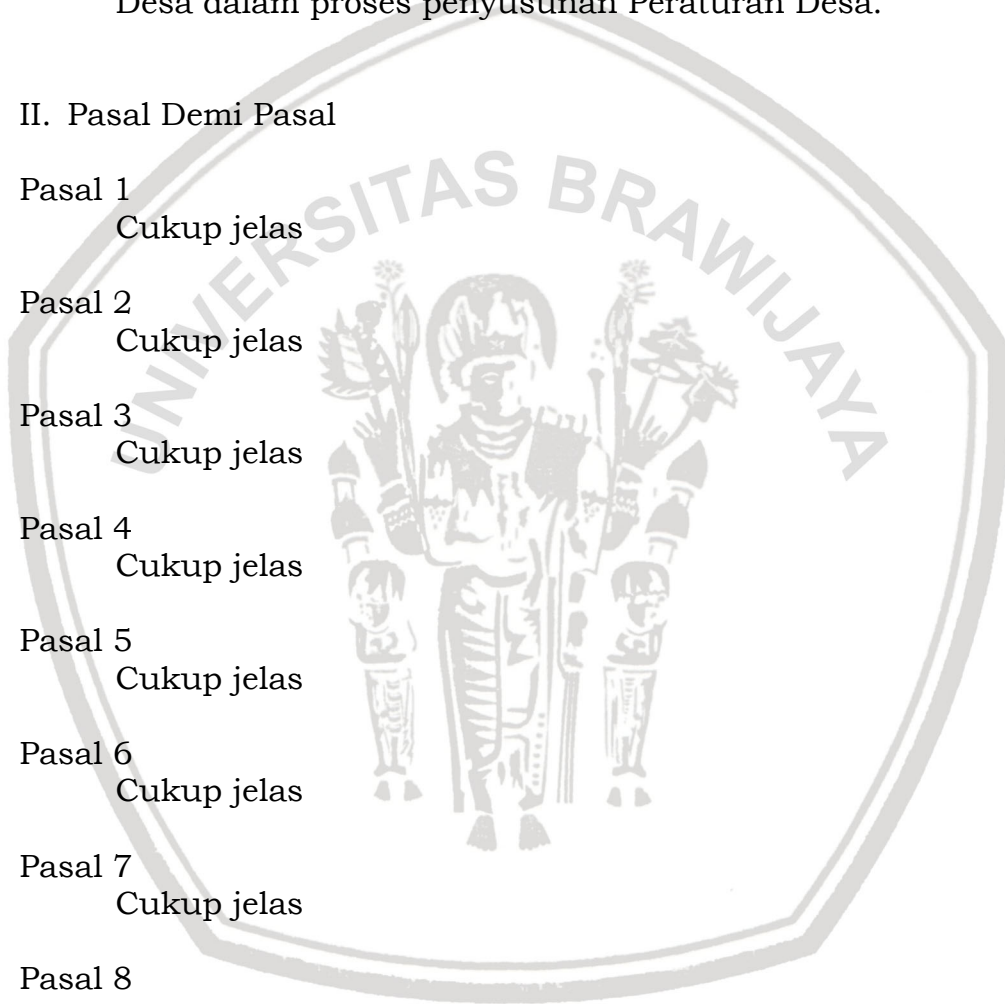 Desa dalam proses penyusunan Peraturan Desa.
II. Pasal Demi Pasal
Pasal 1
Cukup jelas
Pasal 2
Cukup jelas
Pasal 3
Cukup jelas
Pasal 4
Cukup jelas
Pasal 5
Cukup jelas
Pasal 6
Cukup jelas
Pasal 7
Cukup jelas
Pasal 8
UNIVERSITAS BRAWIJAYA